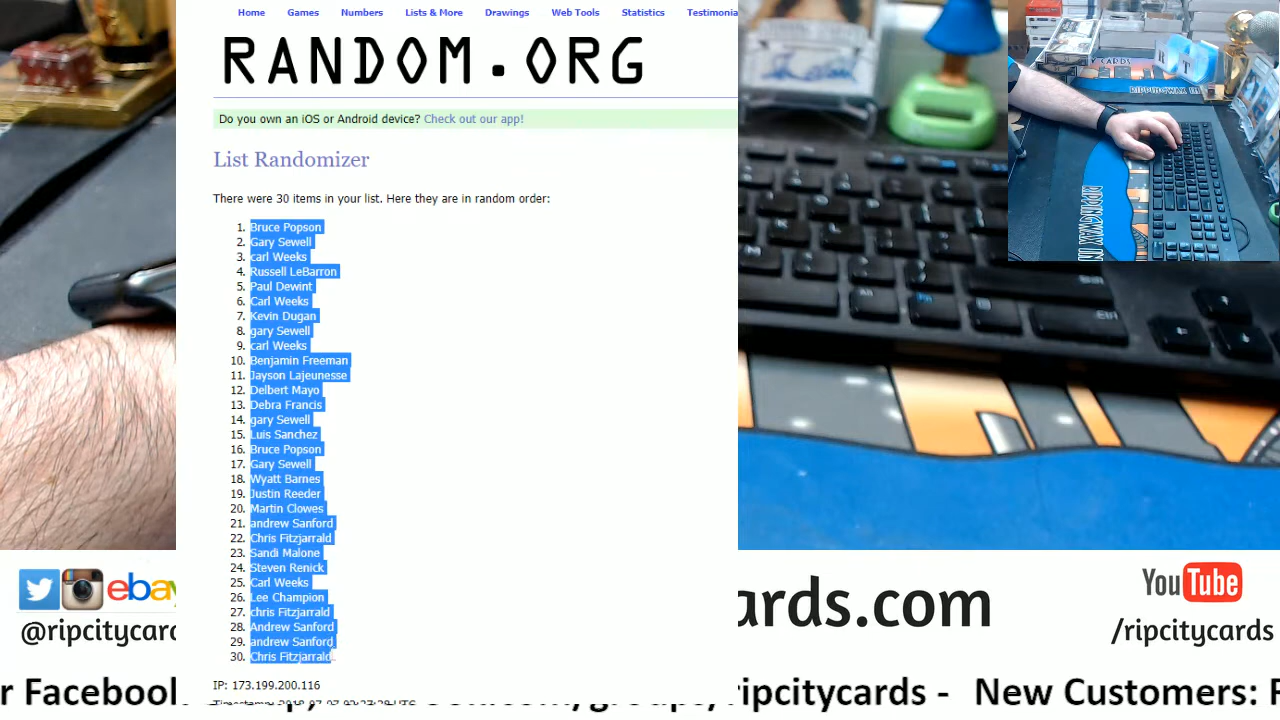 Home Games Numbers Lists & More Drawings Web Tools Statistics Testimonia
RANDOM.ORG
Do you own an iOS or Android device? Check out our app!
List Randomizer
There were 30 items in your list. Here they are in random order:
1. Bruce Popson
2. Gary Sewell
3. carl Weeks
4. Russell LeBarron
5. Paul Dewint
6. Carl Weeks
7. Kevin Dugan
8. gary Sewell
9. carl Weeks
10. Benjamin Freeman
11. Jayson Lajeunesse
12. Delbert Mayo
13. Debra Francis
14. gary Sewell
15. Luis Sanchez
16. Bruce Popson
17. Gary Sewell
18. Wyatt Barnes
19. Justin Reeder
20. Martin Clowes
21. andrew Sanford
22. Chris Fitzjarrald
23. Sandi Malone
24. Steven Renick
25. Carl Weeks
26. Lee Champion
27. chris Fitzjarrald
28. Andrew Sanford
29. andrew Sanford
30. Chris Fitzjarrald
IP: 173.199.200.116
ebay
@ripcitycard
ards.com
YouTube
/ripcitycards
r Facebook
ripcitycards - New Customers: